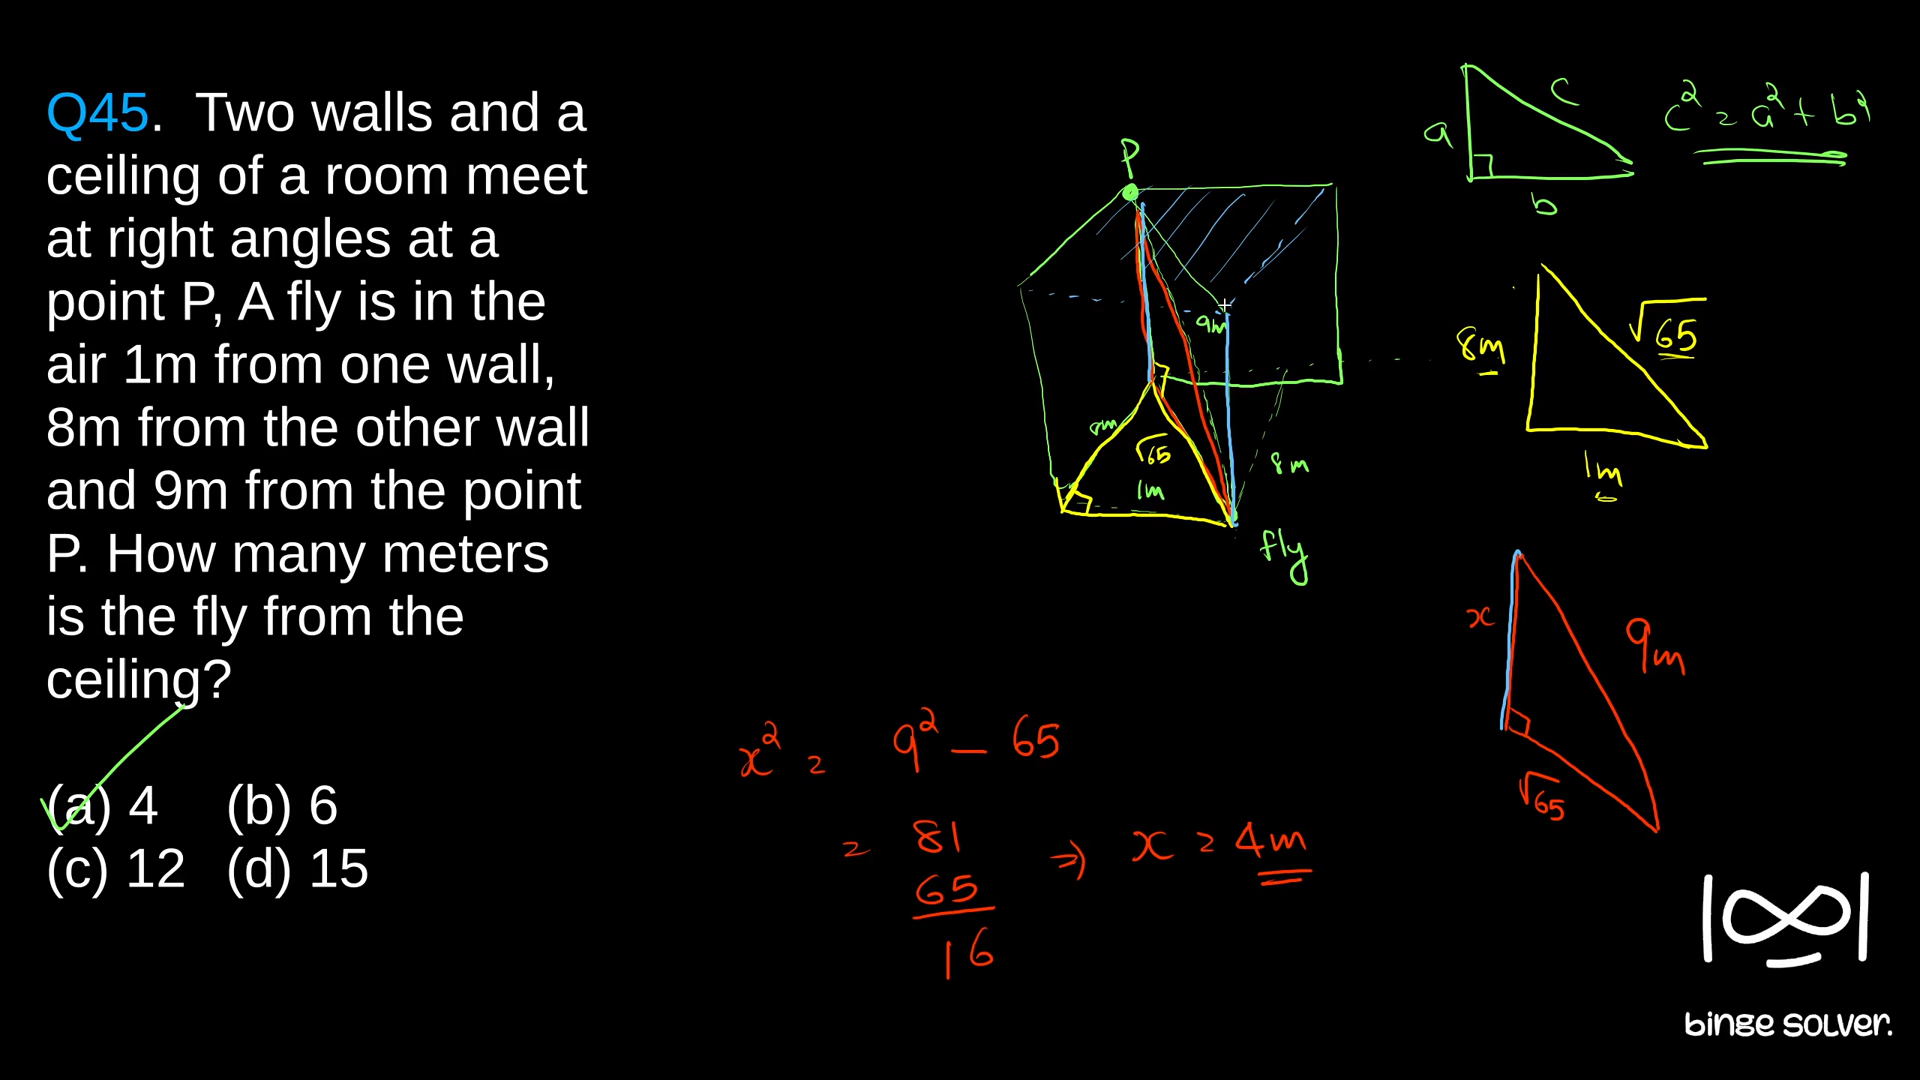 Q45. Two walls and a
ceiling of a room meet
at right angles at a
point P, A fly is in the
air 1m from one wall,
8m from the other wall
and 9m from the point
P. How many meters
is the fly from the
ceiling?
(a) 4 (b) 6
(c) 12 (d) 15
P
9m
8m
√65
1m
8m
fly
a
c
b
c² = a² + b²
8m
√65
1m
x
9m
√65
x² = 9² - 65
= 81
65
16
⇒ x = 4m
binge solver.